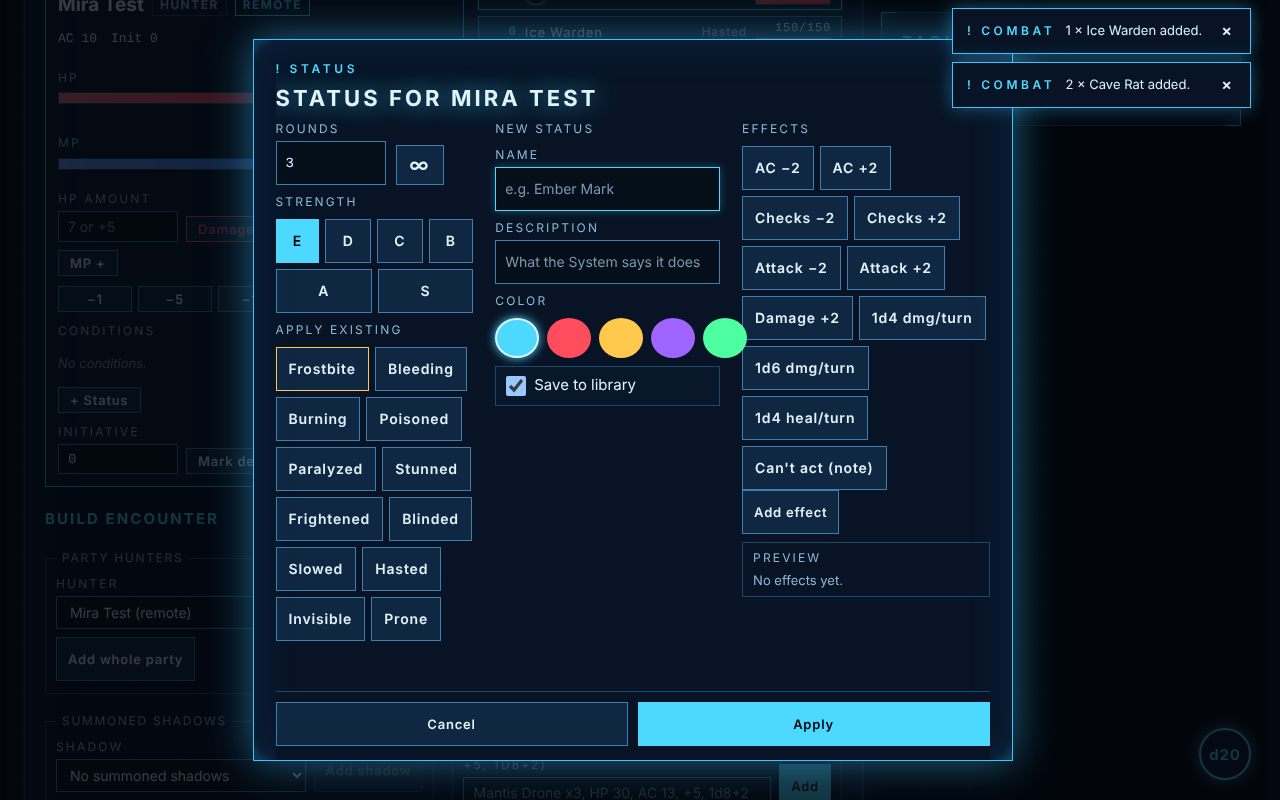 Mira Test HUNTER REMOTE
AC 10 Init 0
HP
MP
HP AMOUNT
7 or +5
Damage
MP +
−1 −5
CONDITIONS
No conditions.
+ Status
INITIATIVE
0
Mark de
BUILD ENCOUNTER
PARTY HUNTERS
HUNTER
Mira Test (remote)
Add whole party
SUMMONED SHADOWS
SHADOW
No summoned shadows
Add shadow
0 Ice Warden Hasted 150/150
! COMBAT 1 × Ice Warden added. ×
! COMBAT 2 × Cave Rat added. ×
! STATUS
STATUS FOR MIRA TEST
ROUNDS
3 ∞
STRENGTH
E D C B
A S
APPLY EXISTING
Frostbite Bleeding
Burning Poisoned
Paralyzed Stunned
Frightened Blinded
Slowed Hasted
Invisible Prone
NEW STATUS
NAME
e.g. Ember Mark
DESCRIPTION
What the System says it does
COLOR
Save to library
EFFECTS
AC −2 AC +2
Checks −2 Checks +2
Attack −2 Attack +2
Damage +2 1d4 dmg/turn
1d6 dmg/turn
1d4 heal/turn
Can't act (note)
Add effect
PREVIEW
No effects yet.
Cancel Apply
+5, 1D8+2)
Mantis Drone x3, HP 30, AC 13, +5, 1d8+2
Add
d20